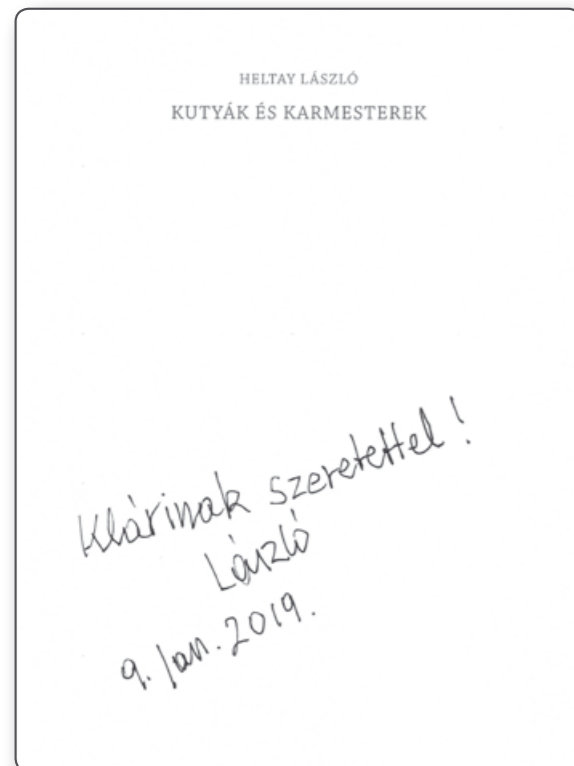 HELTAY LÁSZLÓ
KUTYÁK ÉS KARMESTEREK
Klárinak szeretettel!
László
9. Jan. 2019.